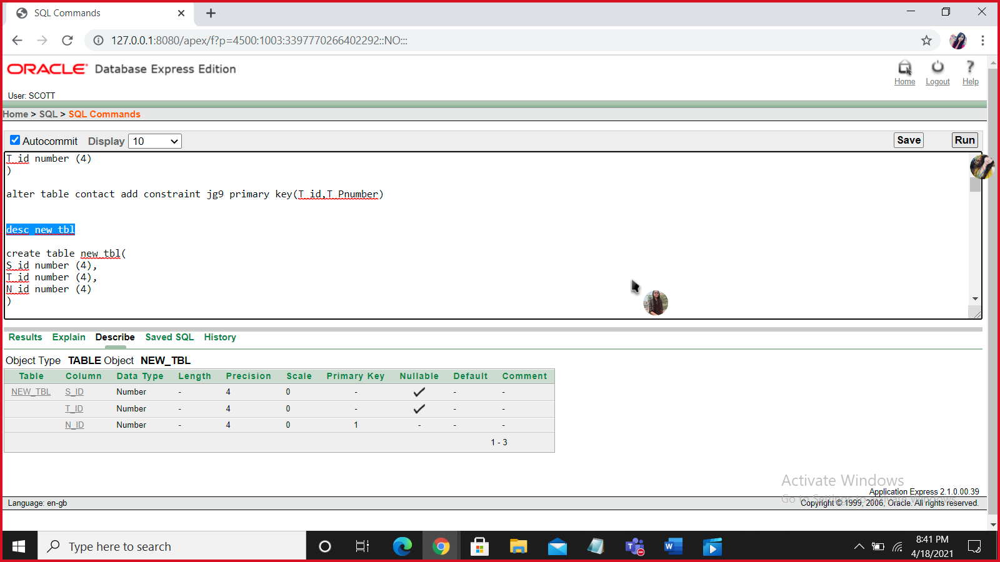 SQL Commands
127.0.0.1:8080/apex/f?p=4500:1003:3397770266402292::NO:::
ORACLE Database Express Edition
Home Logout Help
User: SCOTT
Home > SQL > SQL Commands
Autocommit Display 10 Save Run
T_id number (4)
)
alter table contact add constraint jg9 primary key(T_id,T_Pnumber)
desc new_tbl
create table new_tbl(
S_id number (4),
T_id number (4),
N_id number (4)
)
Results Explain Describe Saved SQL History
Object Type TABLE Object NEW_TBL
Table Column Data Type Length Precision Scale Primary Key Nullable Default Comment
NEW_TBL S_ID Number - 4 0 - - -
T_ID Number - 4 0 - - -
N_ID Number - 4 0 1 - - -
1 - 3
Activate Windows
Application Express 2.1.0.00.39
Go to Settings to activate Windows.
Language: en-gb Copyright © 1999, 2006, Oracle. All rights reserved.
Type here to search
8:41 PM
4/18/2021